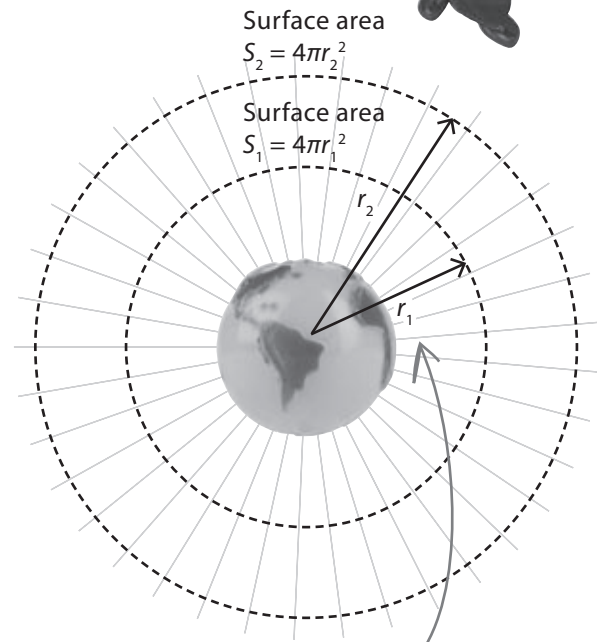 Surface area
S₂ = 4πr₂²
Surface area
S₁ = 4πr₁²
r₂
r₁